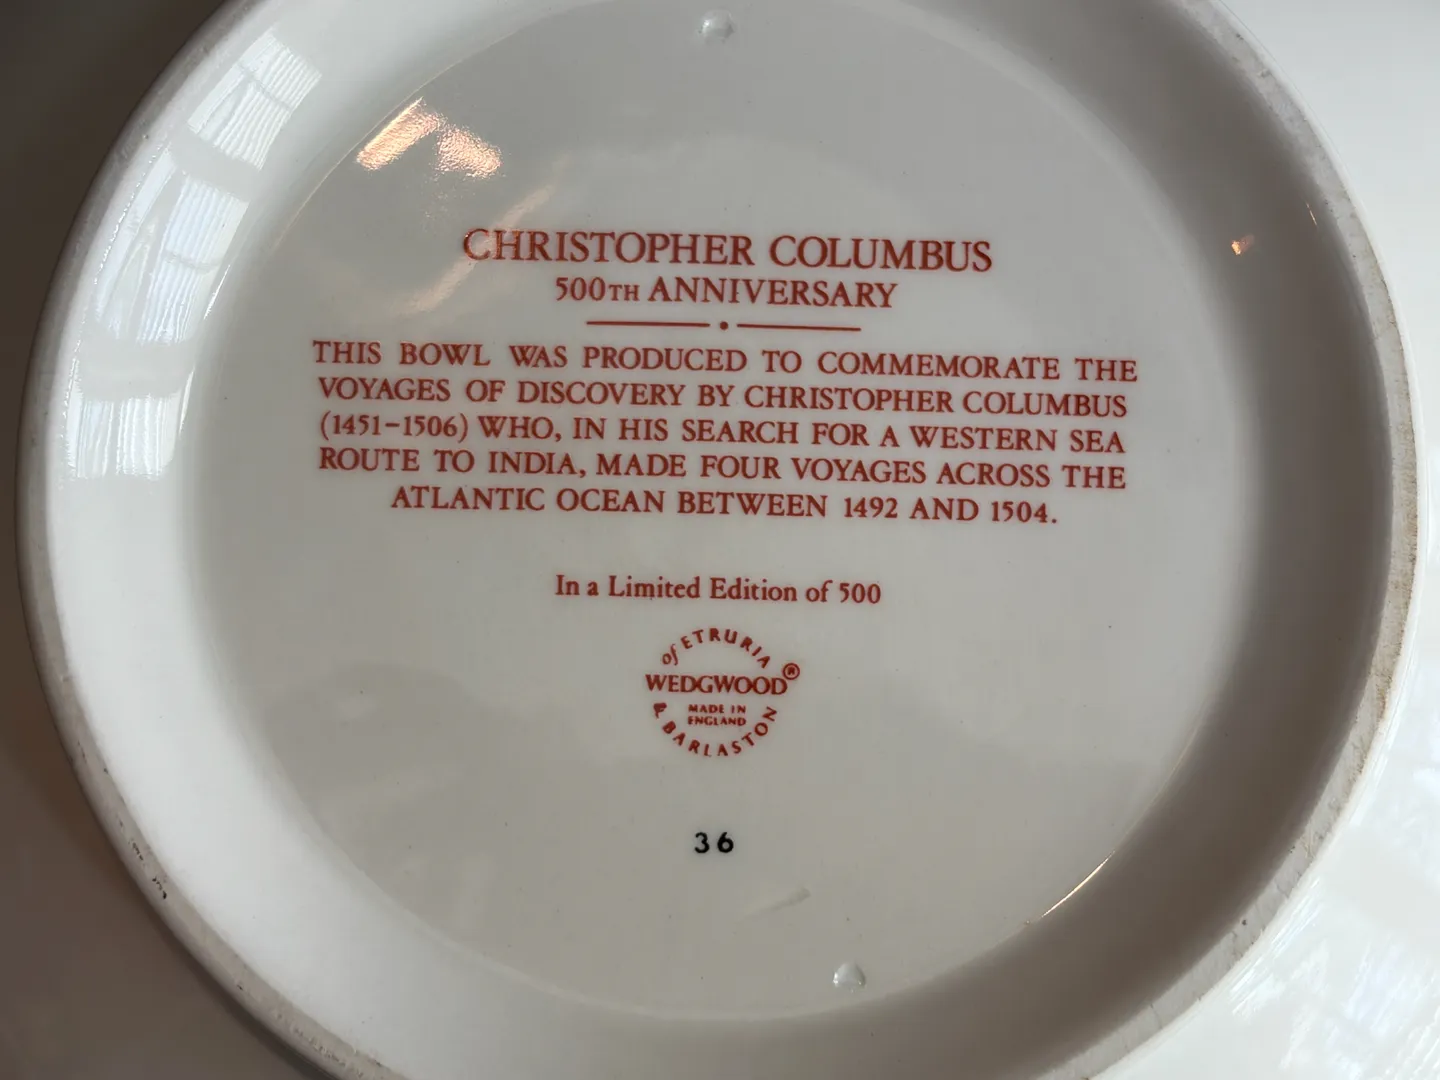 CHRISTOPHER COLUMBUS
500TH ANNIVERSARY
THIS BOWL WAS PRODUCED TO COMMEMORATE THE
VOYAGES OF DISCOVERY BY CHRISTOPHER COLUMBUS
(1451-1506) WHO, IN HIS SEARCH FOR A WESTERN SEA
ROUTE TO INDIA, MADE FOUR VOYAGES ACROSS THE
ATLANTIC OCEAN BETWEEN 1492 AND 1504.
In a Limited Edition of 500
of ETRURIA
WEDGWOOD®
MADE IN
ENGLAND
& BARLASTON
36